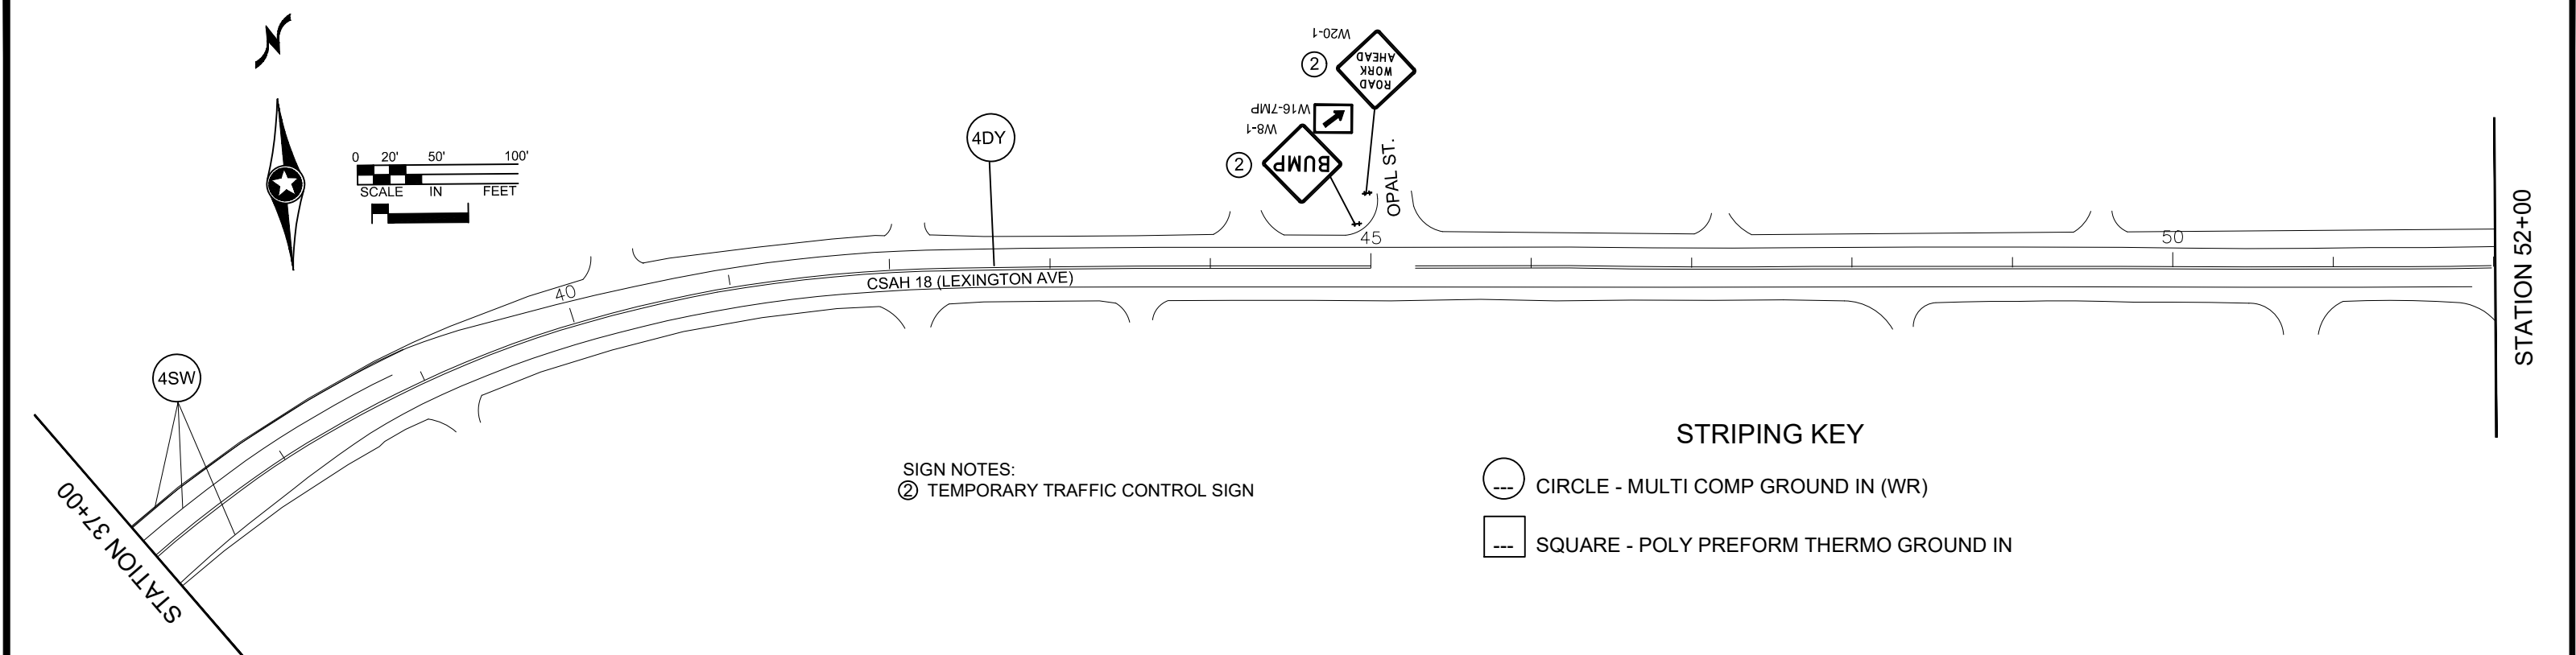 N
W20-1
2
ROAD
WORK
AHEAD
W16-7MP
W8-1
2
BUMP
OPAL ST.
4DY
0 20' 50' 100'
SCALE IN FEET
45
50
40
CSAH 18 (LEXINGTON AVE)
STATION 52+00
4SW
STATION 37+00
SIGN NOTES:
2 TEMPORARY TRAFFIC CONTROL SIGN
STRIPING KEY
--- CIRCLE - MULTI COMP GROUND IN (WR)
--- SQUARE - POLY PREFORM THERMO GROUND IN